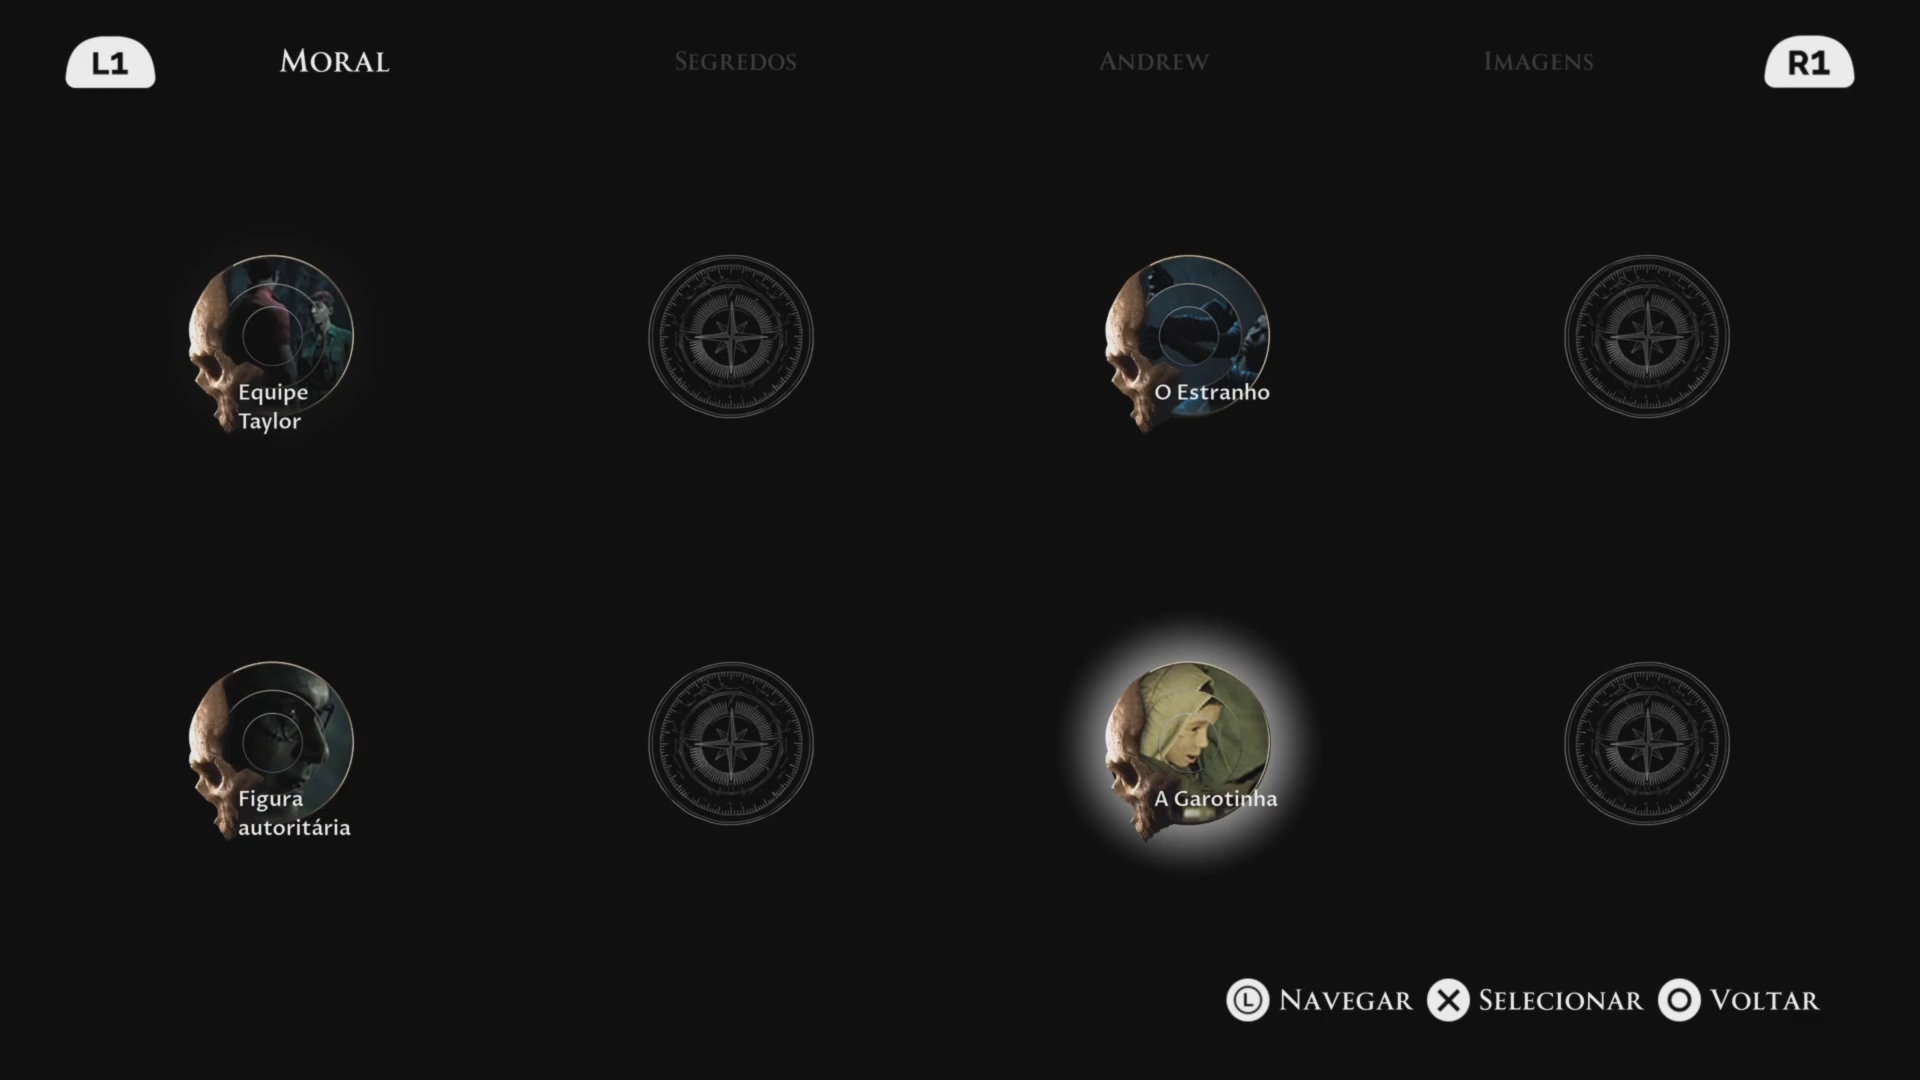 L1
MORAL
SEGREDOS
ANDREW
IMAGENS
R1
Equipe
Taylor
O Estranho
Figura
autoritária
A Garotinha
L NAVEGAR
SELECIONAR
VOLTAR